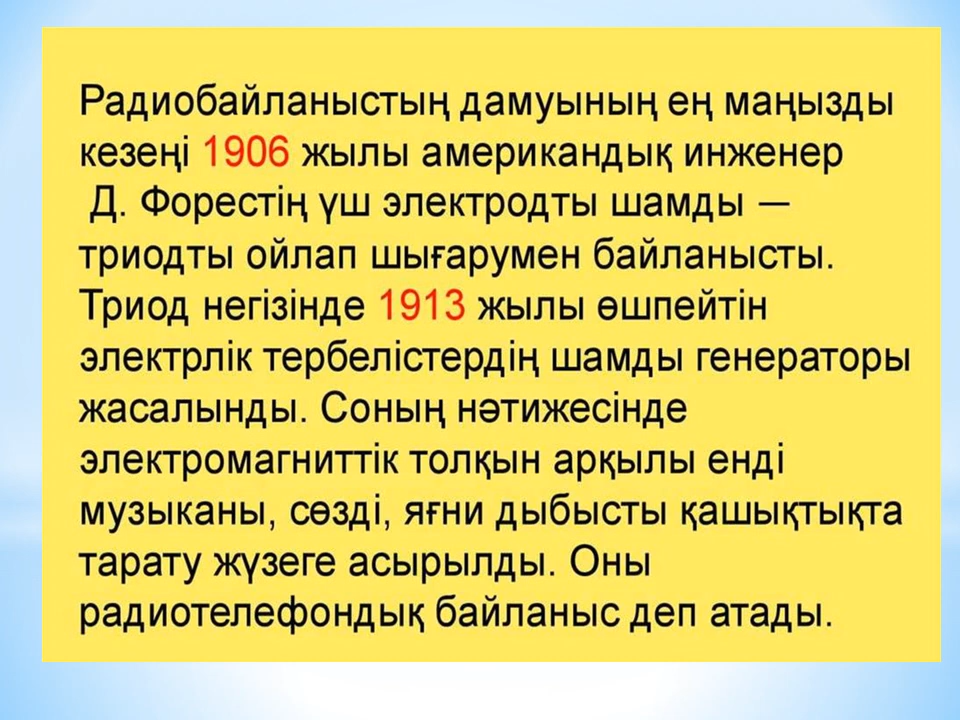 Радиобайланыстың дамуының ең маңызды
кезеңі 1906 жылы американдық инженер
Д. Форестің үш электродты шамды —
триодты ойлап шығарумен байланысты.
Триод негізінде 1913 жылы өшпейтін
электрлік тербелістердің шамды генераторы
жасалынды. Соның нәтижесінде
электромагниттік толқын арқылы енді
музыканы, сөзді, яғни дыбысты қашықтықта
тарату жүзеге асырылды. Оны
радиотелефондық байланыс деп атады.